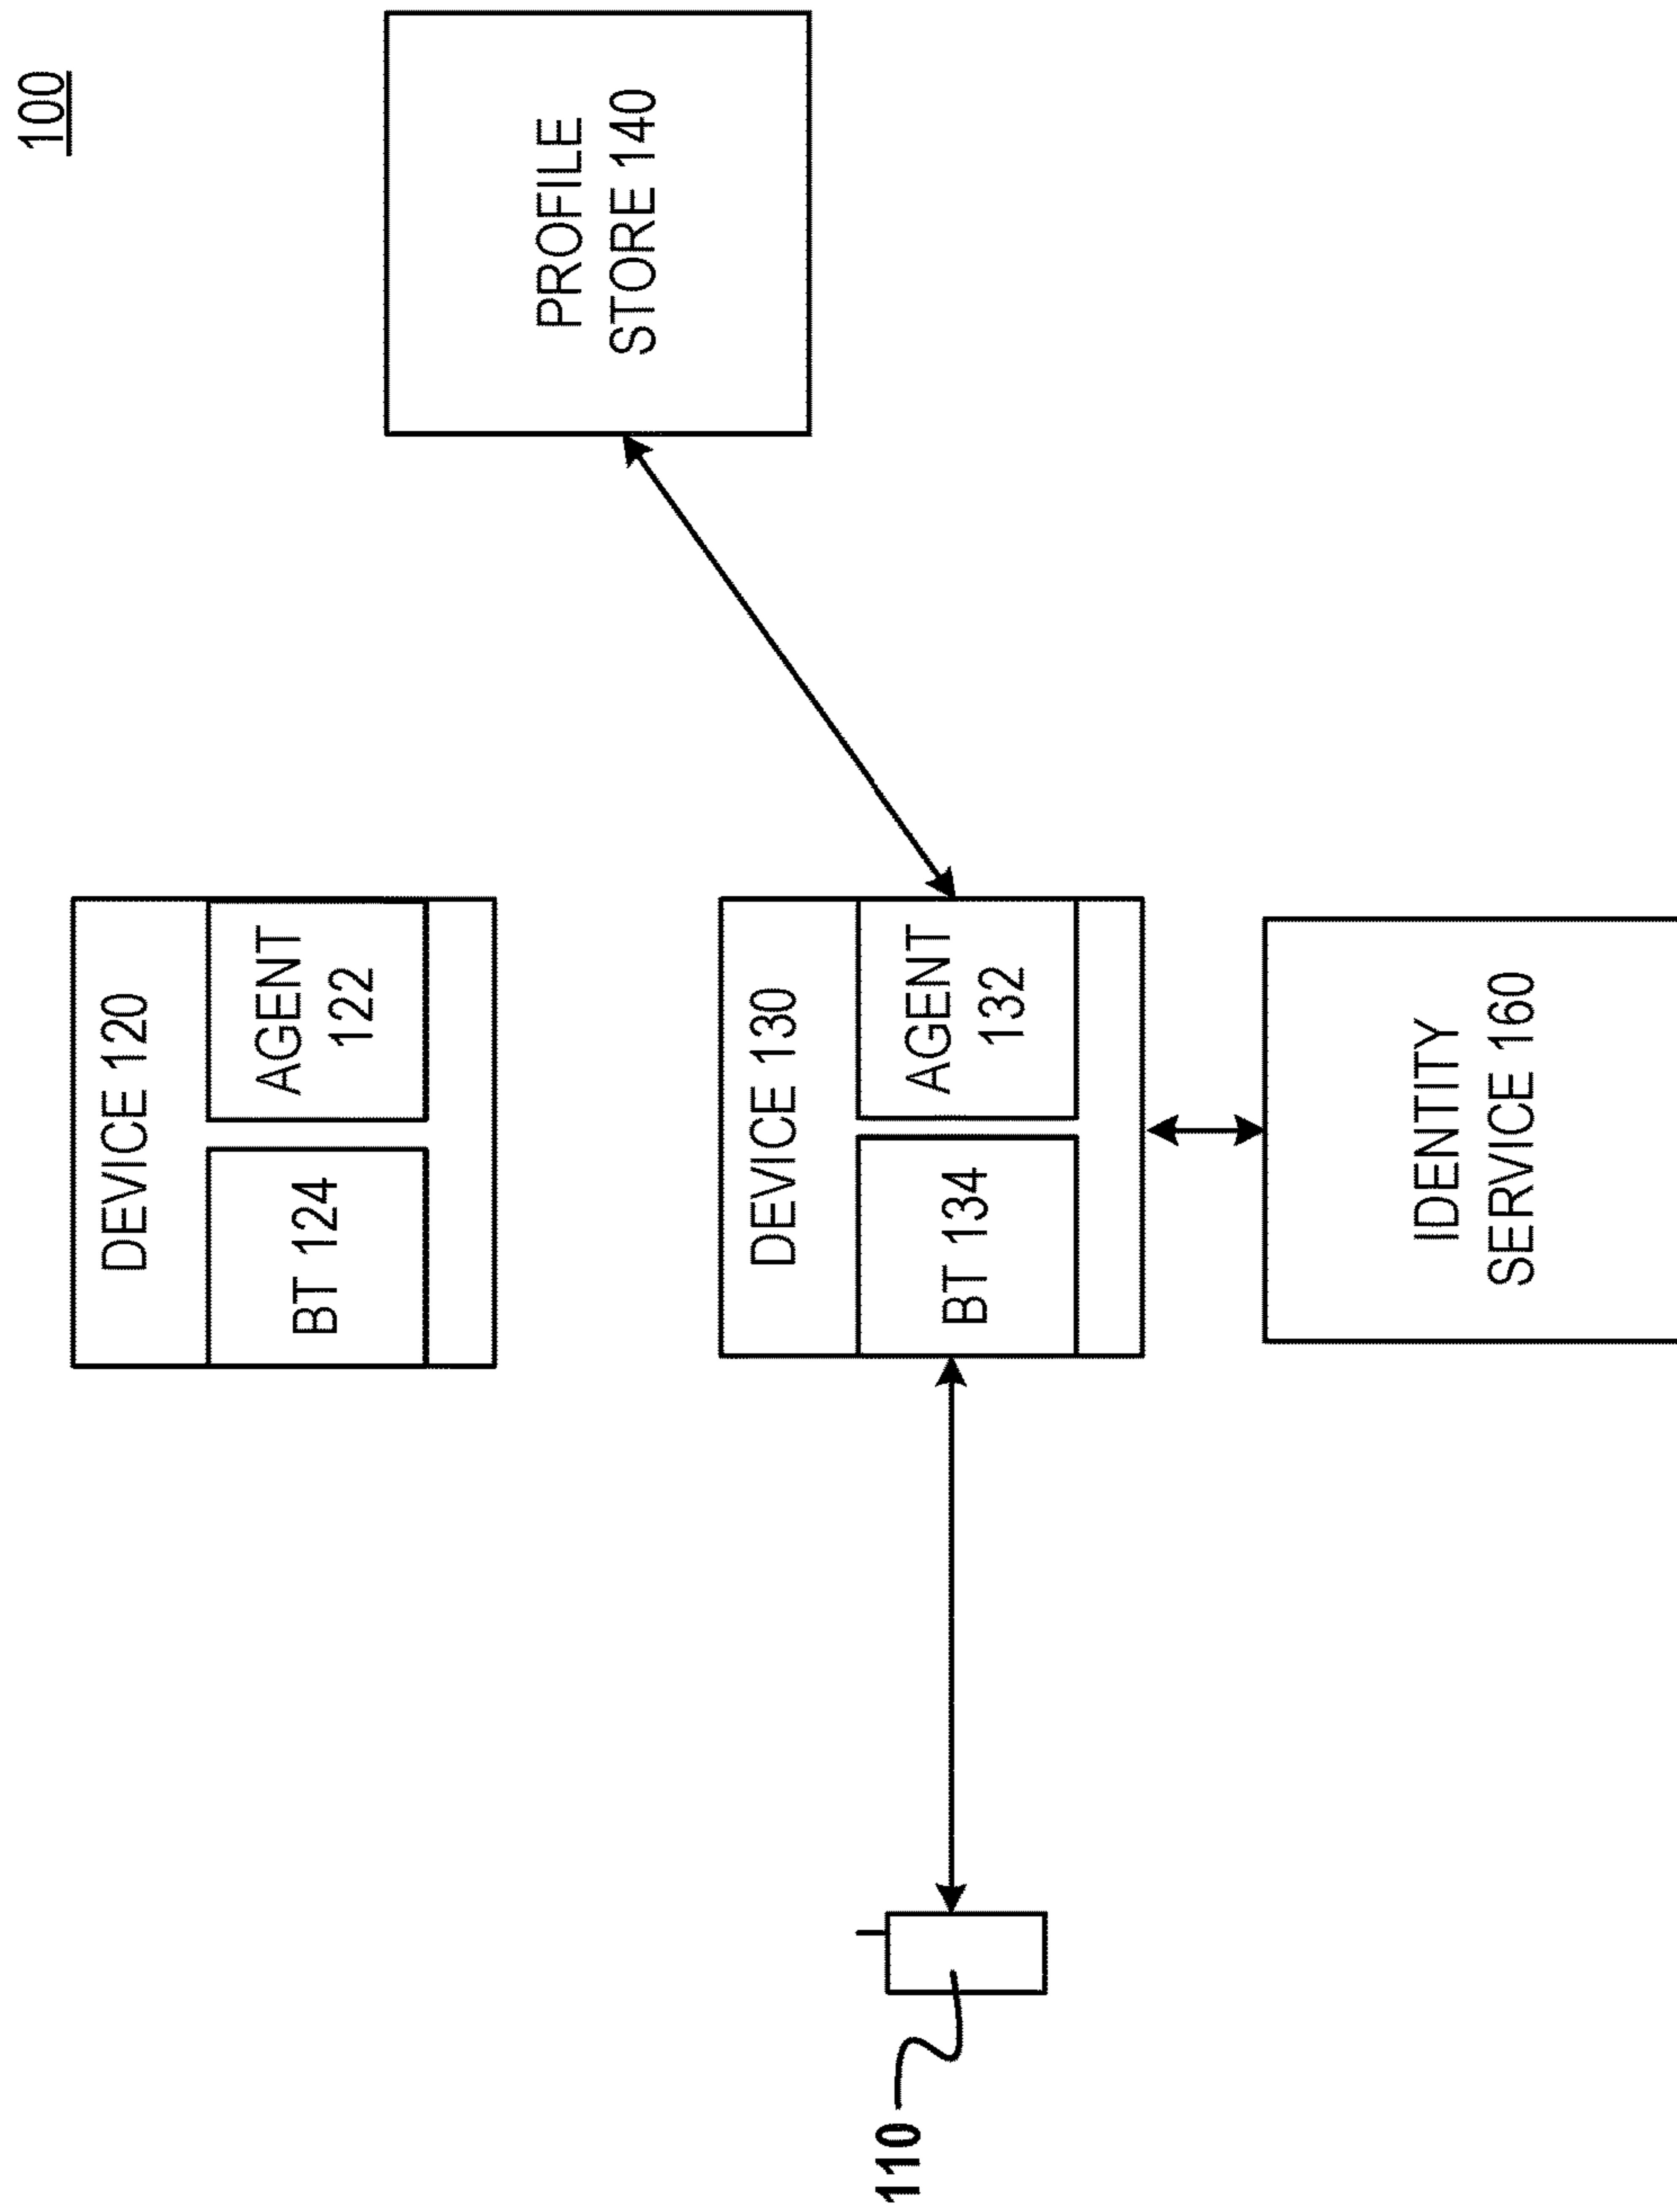 100
DEVICE 120
BT 124
AGENT
122
PROFILE
STORE 140
DEVICE 130
BT 134
AGENT
132
110
IDENTITY
SERVICE 160